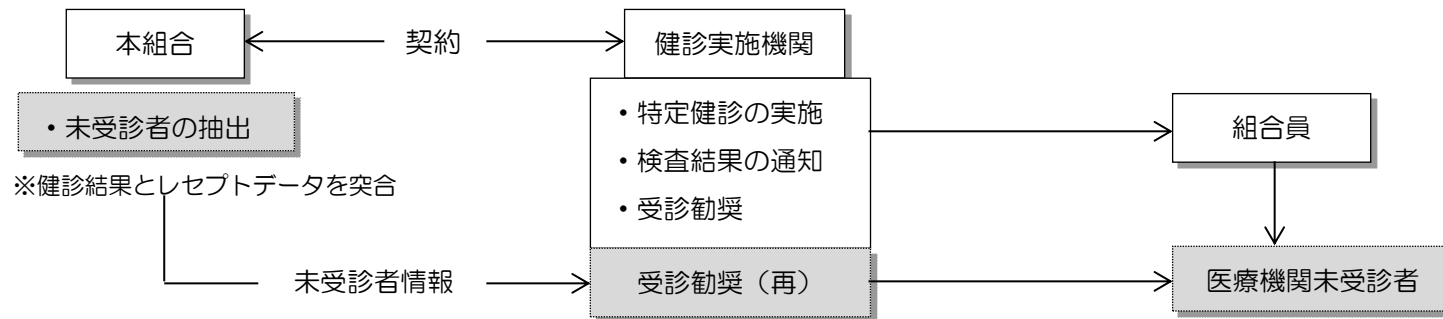 本組合
契約
健診実施機関
・未受診者の抽出
※健診結果とレセプトデータを突合
・特定健診の実施
・検査結果の通知
・受診勧奨
組合員
未受診者情報
受診勧奨（再）
医療機関未受診者